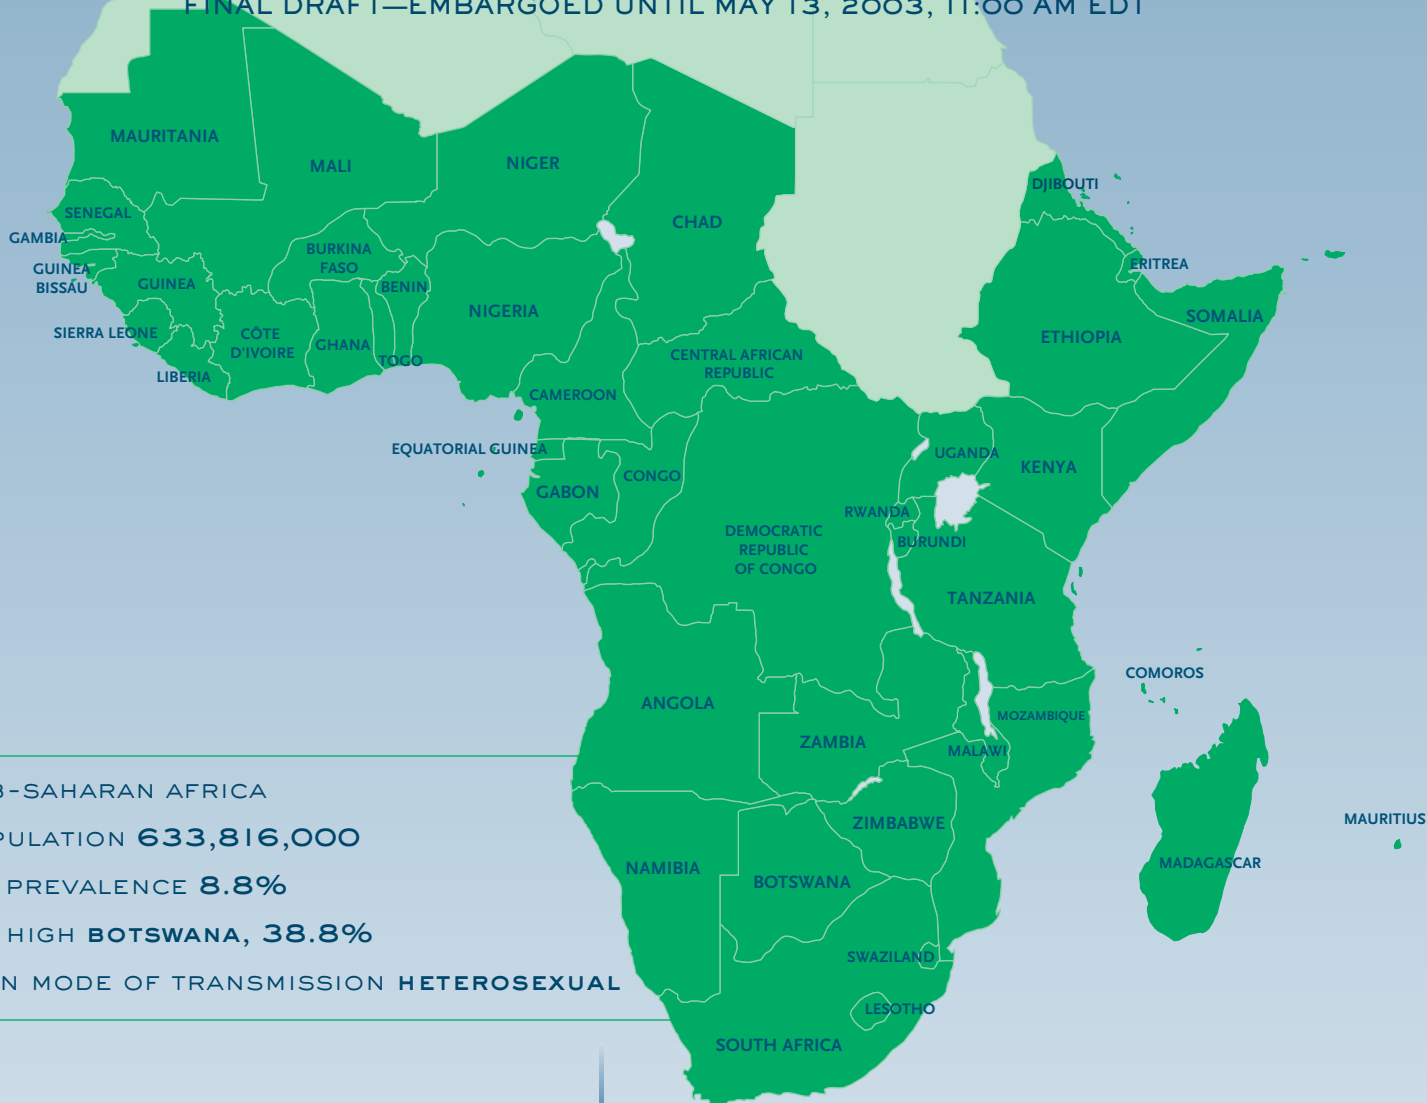 FINAL DRAFT—EMBARGOED UNTIL MAY 13, 2003, 11:00 AM EDT
MAURITANIA
MALI
NIGER
CHAD
DJIBOUTI
SENEGAL
GAMBIA
GUINEA
BISSAU
GUINEA
BURKINA
FASO
BENIN
NIGERIA
ERITREA
SOMALIA
ETHIOPIA
SIERRA LEONE
CÔTE
D'IVOIRE
GHANA
TOGO
LIBERIA
CENTRAL AFRICAN
REPUBLIC
CAMEROON
EQUATORIAL GUINEA
GABON
CONGO
UGANDA
KENYA
RWANDA
BURUNDI
DEMOCRATIC
REPUBLIC
OF CONGO
TANZANIA
COMOROS
ANGOLA
ZAMBIA
MALAWI
MOZAMBIQUE
ZIMBABWE
MAURITIUS
MADAGASCAR
NAMIBIA
BOTSWANA
SWAZILAND
LESOTHO
SOUTH AFRICA
B-SAHARAN AFRICA
PULATION 633,816,000
PREVALENCE 8.8%
HIGH BOTSWANA, 38.8%
N MODE OF TRANSMISSION HETEROSEXUAL